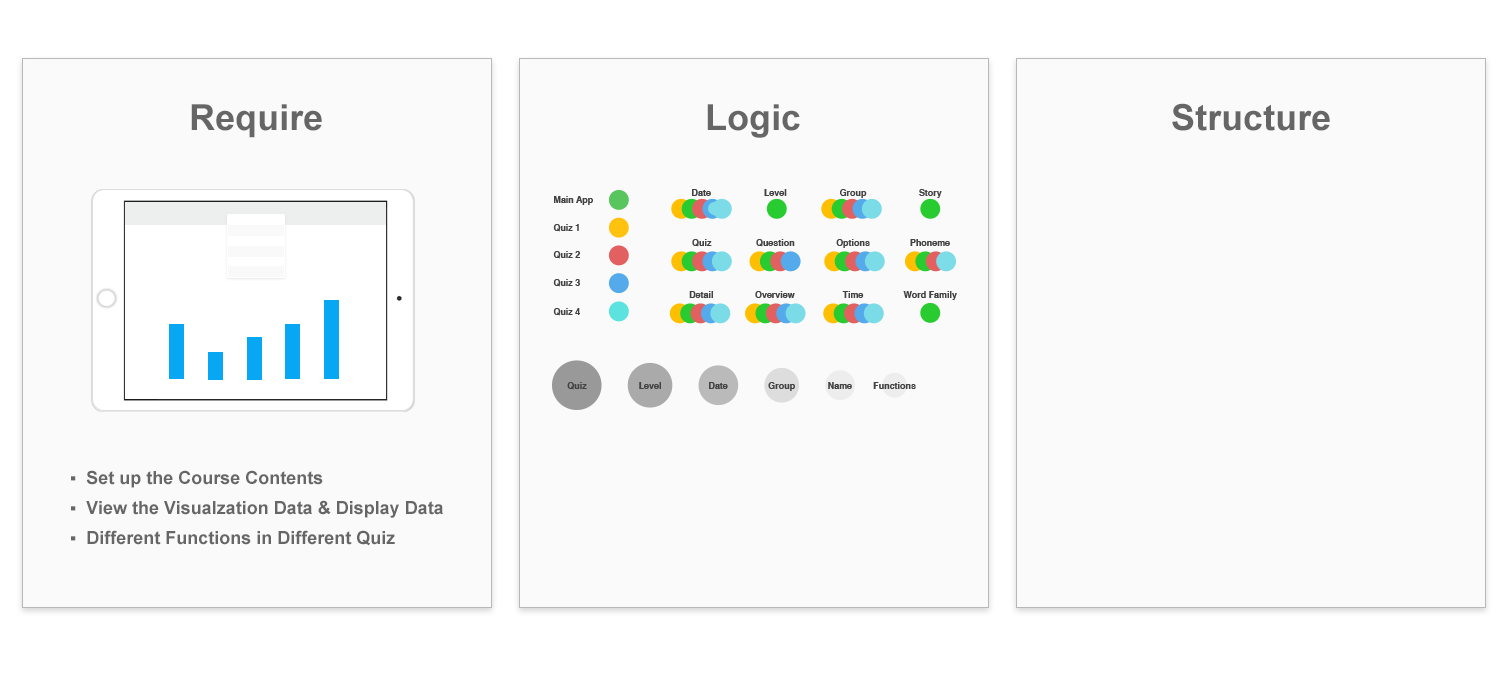 Require
Set up the Course Contents
View the Visualzation Data & Display Data
Different Functions in Different Quiz
Logic
Main App
Quiz 1
Quiz 2
Quiz 3
Quiz 4
Date Level Group Story
Quiz Question Options Phoneme
Detail Overview Time Word Family
Quiz Level Date Group Name Functions
Structure